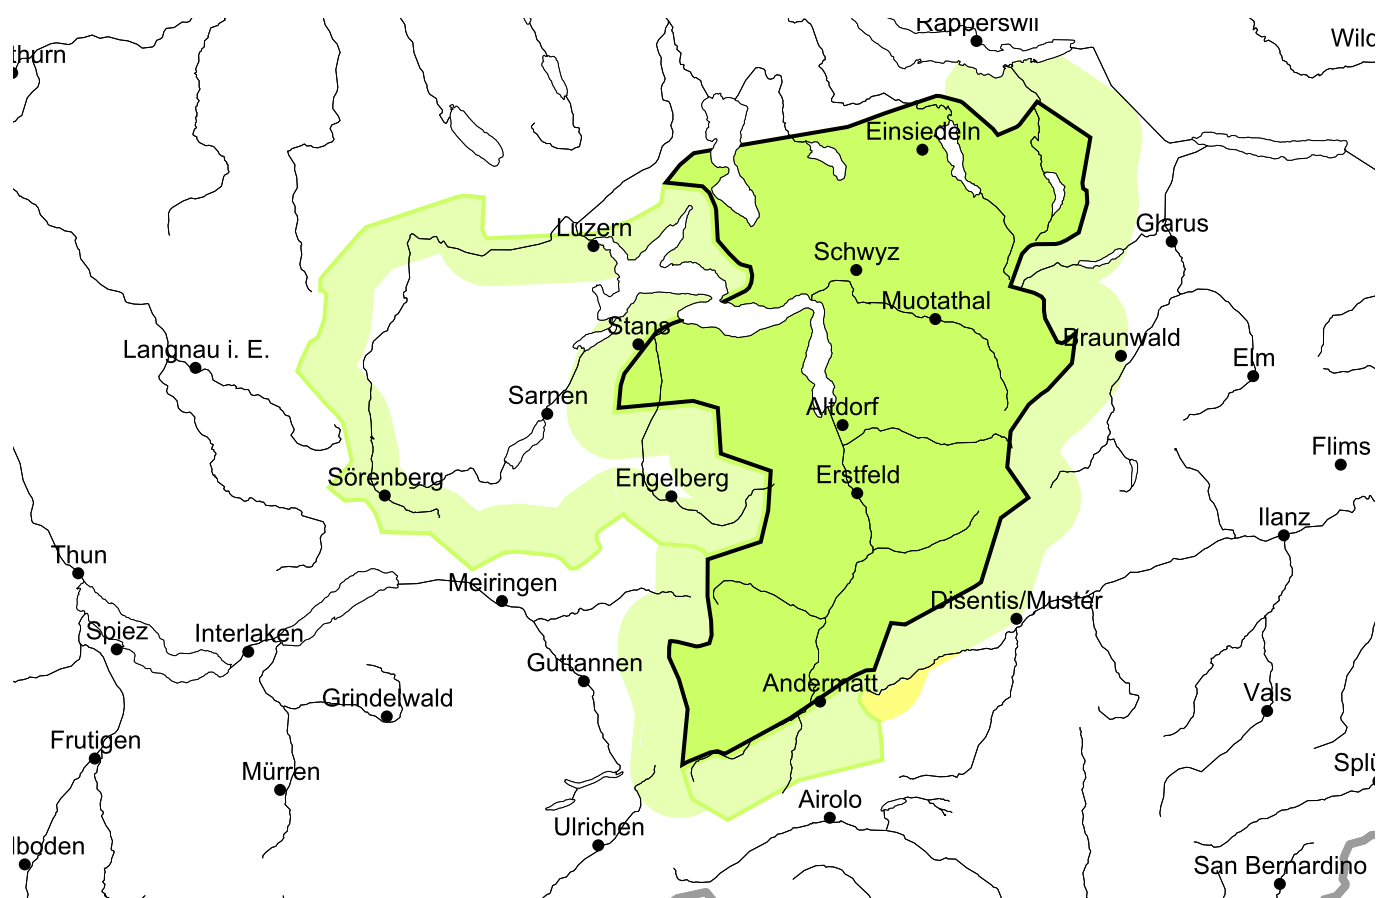 Rapperswil
thurn
Wild
Einsiedeln
Glarus
Luzern
Schwyz
Muotathal
Stans
Braunwald
Langnau i. E.
Elm
Sarnen
Altdorf
Flims
Sörenberg
Engelberg
Erstfeld
Ilanz
Thun
Meiringen
Disentis/Mustér
Spiez
Interlaken
Guttannen
Andermatt
Grindelwald
Vals
Frutigen
Mürren
Splü
Airolo
Ulrichen
lboden
San Bernardino